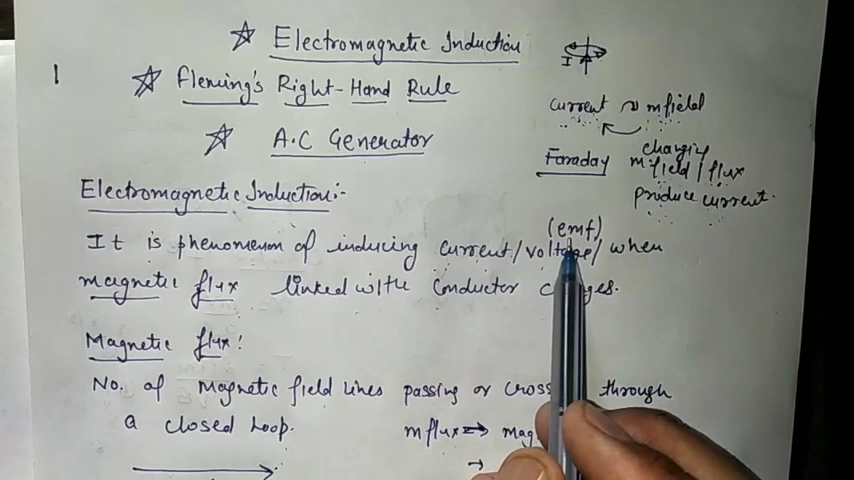 ☆ Electromagnetic Induction
1
☆ Fleming's Right-Hand Rule
☆ A.C Generator
I
current ~ mfield
Faraday
changing
mfield/flux
produce current.
Electromagnetic Induction:-
(emf)
It is phenomenon of inducing current/voltage/when
magnetic flux linked with conductor
Magnetic flux:
No. of Magnetic field lines passing or through
a closed loop.
mflux→